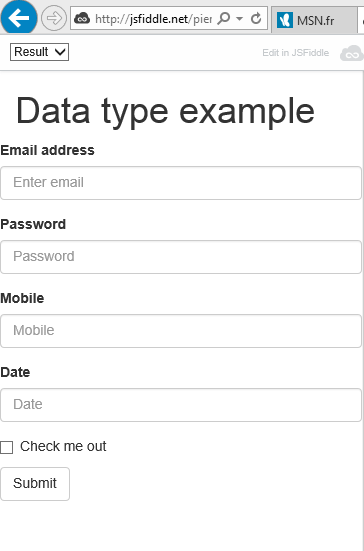 http://jsfiddle.net/pier
MSN.fr
Result
Edit in JSFiddle
Data type example
Email address
Enter email
Password
Password
Mobile
Mobile
Date
Date
Check me out
Submit